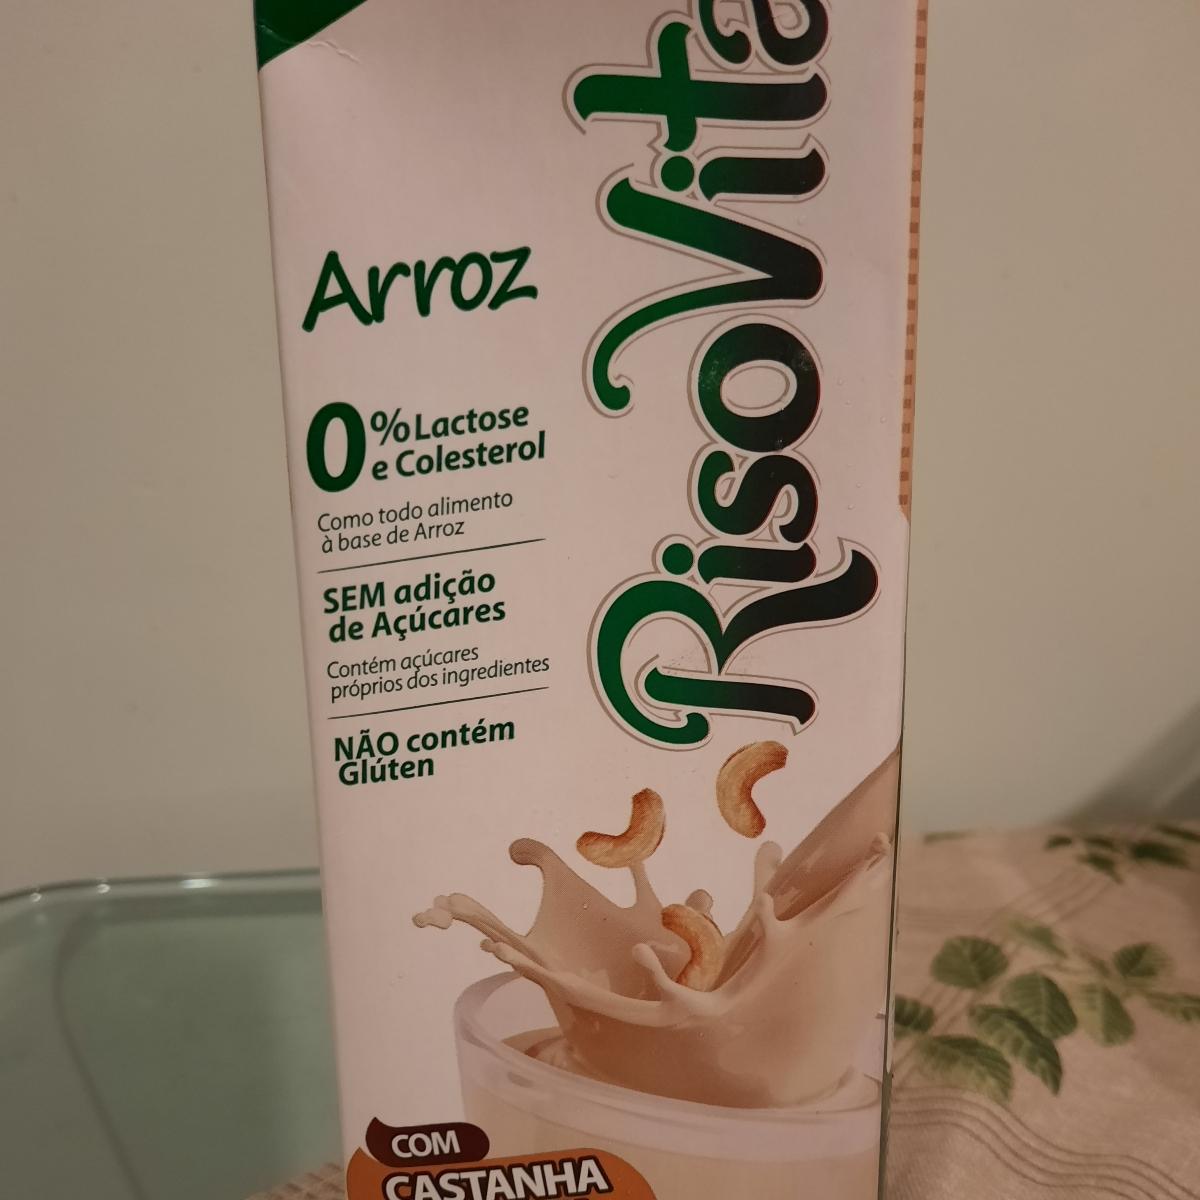 RisoVita
Arroz
0% Lactose
e Colesterol
Como todo alimento
à base de Arroz
SEM adição
de Açúcares
Contém açúcares
próprios dos ingredientes
NÃO contém
Glúten
COM
CASTANHA